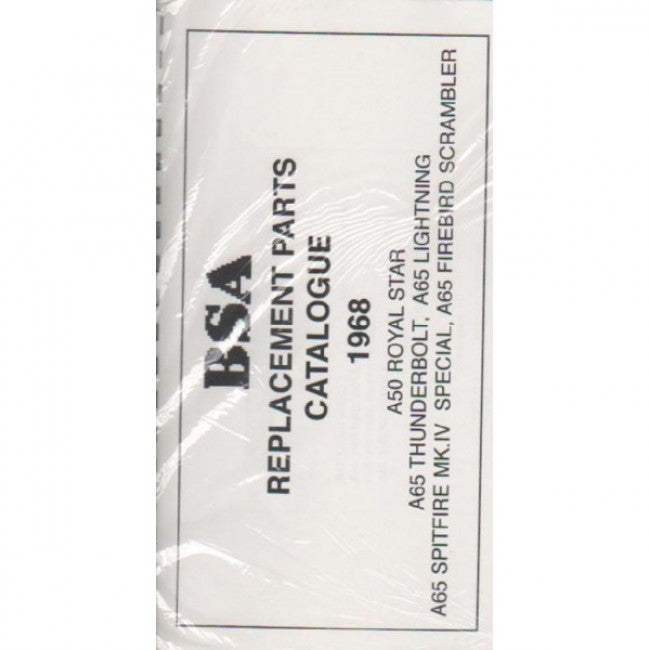 BSA
REPLACEMENT PARTS
CATALOGUE
1968
A50 ROYAL STAR
A65 THUNDERBOLT, A65 LIGHTNING
A65 SPITFIRE MK.IV SPECIAL, A65 FIREBIRD SCRAMBLER